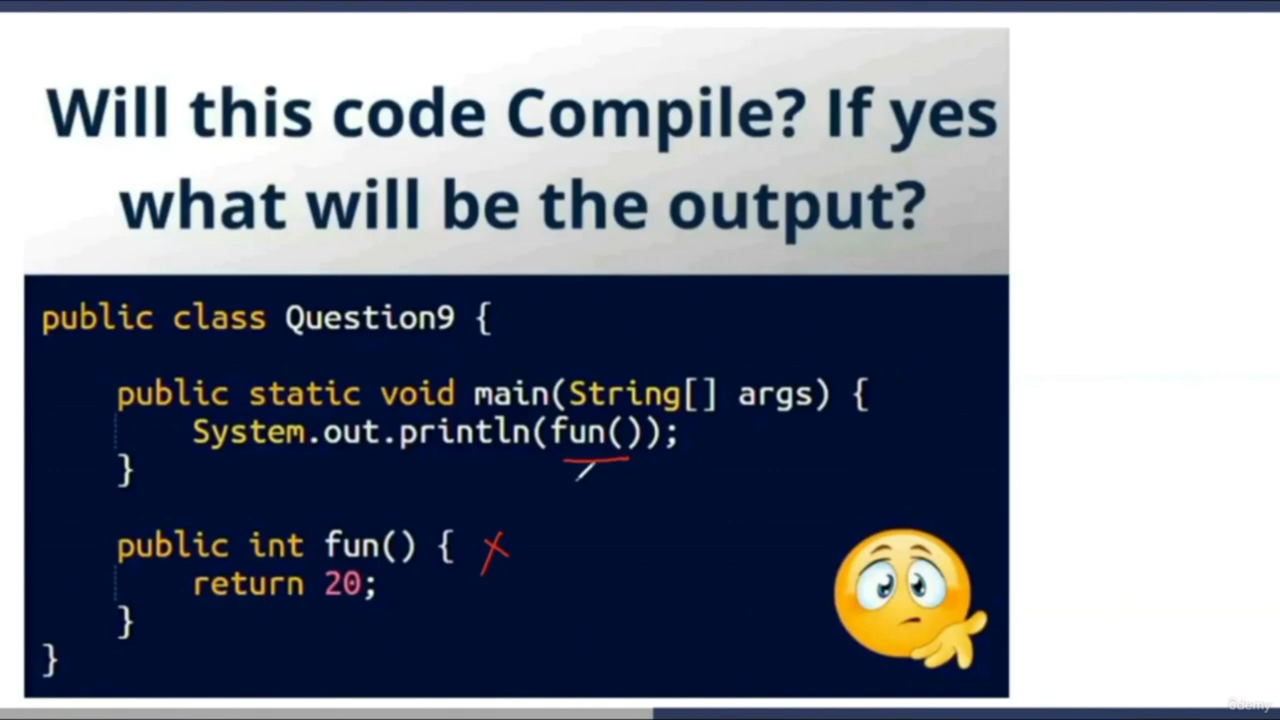 Will this code Compile? If yes
what will be the output?
public class Question9 {
public static void main(String[] args) {
System.out.println(fun());
}
public int fun() {
return 20;
}
}
ûdemy